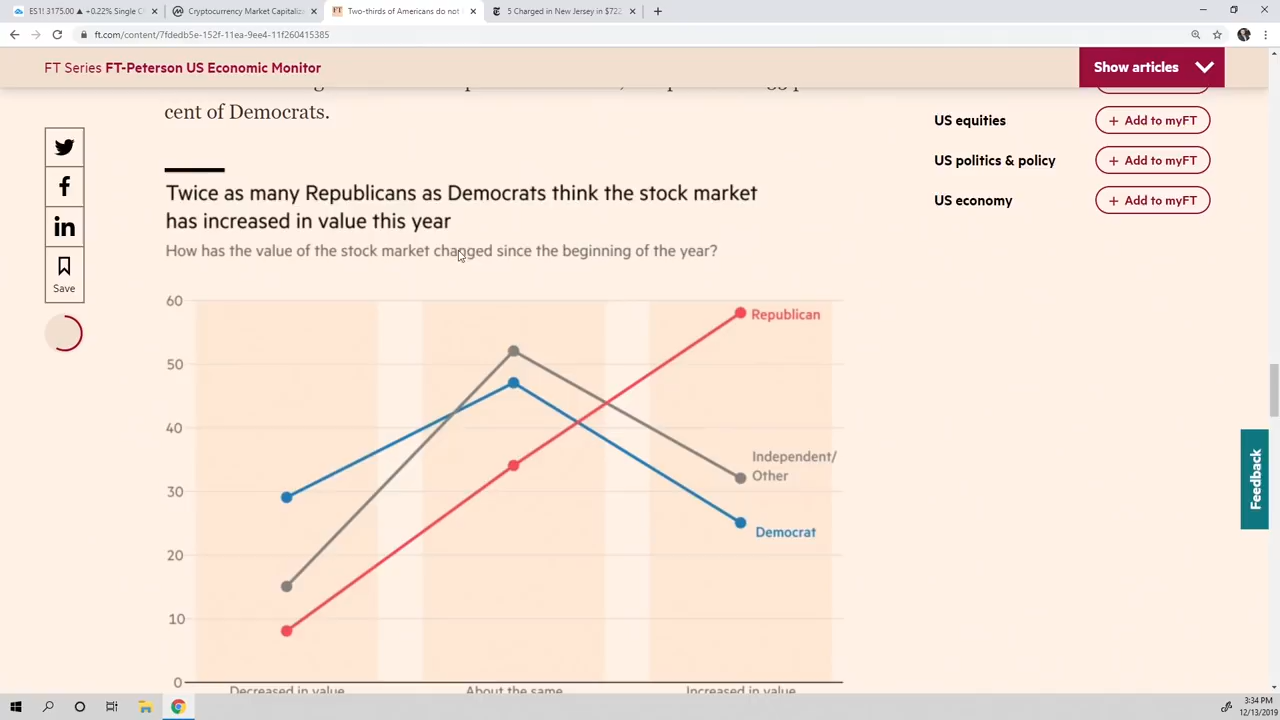 ES1! 3175.00 ▲ +0.22% Single C
Cryptocurrency Market Capitaliz
Two-thirds of Americans do not
5 Charged in New Jersey in $722
ft.com/content/7fdedb5e-152f-11ea-9ee4-11f260415385
FT Series FT-Peterson US Economic Monitor
Show articles
cent of Democrats.
US equities
+ Add to myFT
US politics & policy
+ Add to myFT
US economy
+ Add to myFT
Save
Twice as many Republicans as Democrats think the stock market
has increased in value this year
How has the value of the stock market changed since the beginning of the year?
60
50
40
30
20
10
0
Republican
Independent/
Other
Democrat
Decreased in value
About the same
Increased in value
Feedback
3:34 PM
12/13/2019